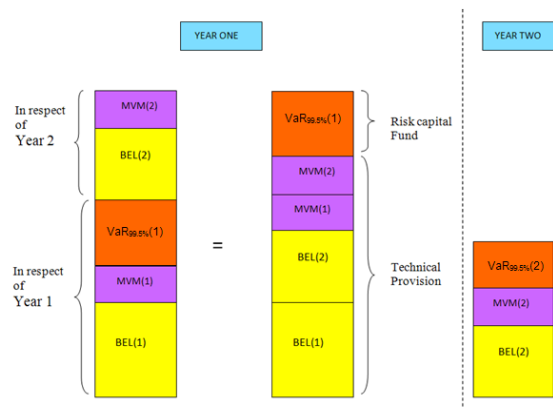 YEAR ONE
YEAR TWO
In respect
of
Year 2
MVM(2)
BEL(2)
In respect
of
Year 1
VaR99.5%(1)
MVM(1)
BEL(1)
=
VaR99.5%(1)
MVM(2)
MVM(1)
BEL(2)
BEL(1)
Risk capital
Fund
Technical
Provision
VaR99.5%(2)
MVM(2)
BEL(2)